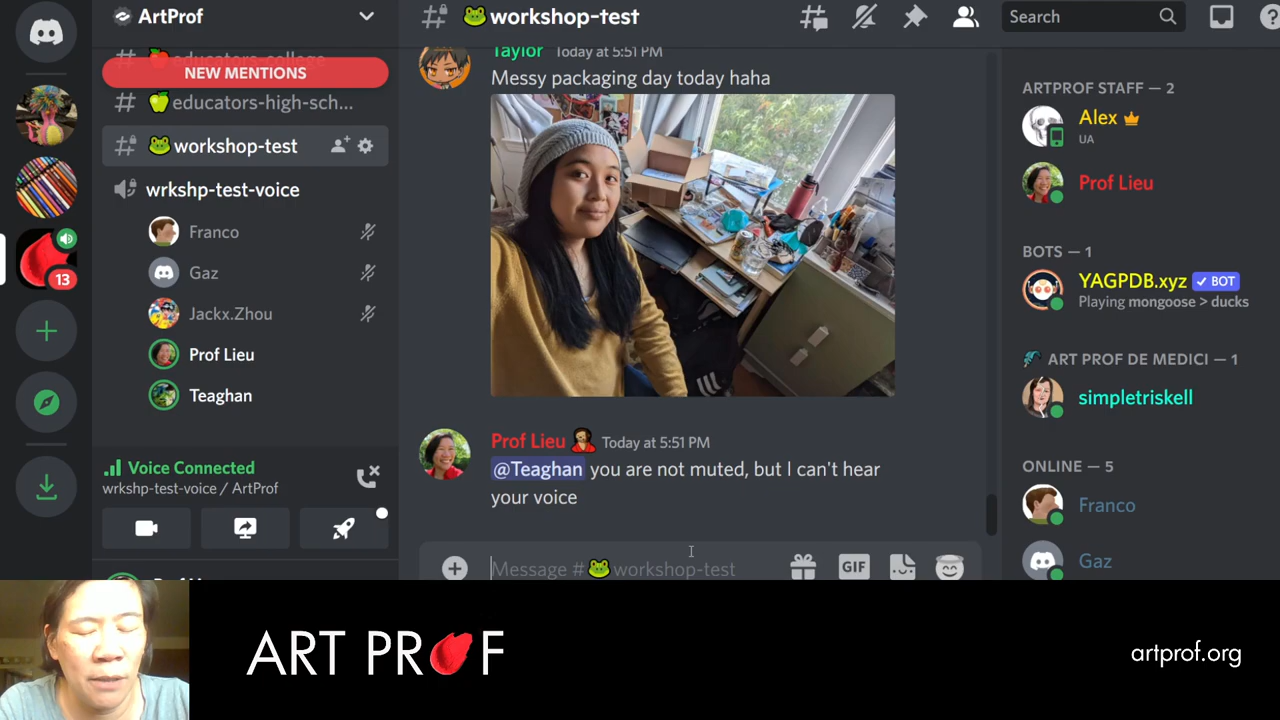 ArtProf
educators-college
NEW MENTIONS
educators-high-sch...
workshop-test
wrkshp-test-voice
Franco
Gaz
Jackx.Zhou
Prof Lieu
Teaghan
13
Voice Connected
wrkshp-test-voice / ArtProf
workshop-test
Search
Taylor Today at 5:51 PM
Messy packaging day today haha
Prof Lieu Today at 5:51 PM
@Teaghan you are not muted, but I can't hear
your voice
Message # workshop-test
GIF
ARTPROF STAFF — 2
Alex
UA
Prof Lieu
BOTS — 1
YAGPDB.xyz ✓ BOT
Playing mongoose > ducks
ART PROF DE MEDICI — 1
simpletriskell
ONLINE — 5
Franco
Gaz
ART PR F
artprof.org